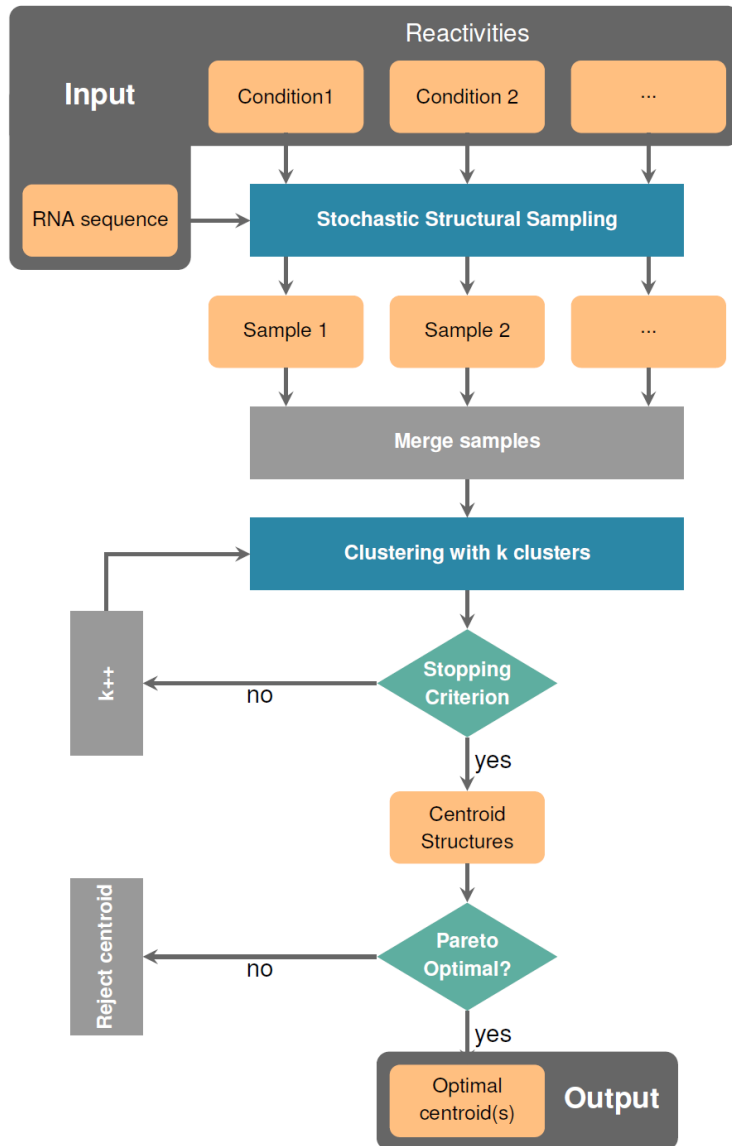 Reactivities
Input
Condition1
Condition 2
...
RNA sequence
Stochastic Structural Sampling
Sample 1
Sample 2
...
Merge samples
Clustering with k clusters
k++
no
Stopping
Criterion
yes
Centroid
Structures
Reject centroid
no
Pareto
Optimal?
yes
Optimal
centroid(s)
Output